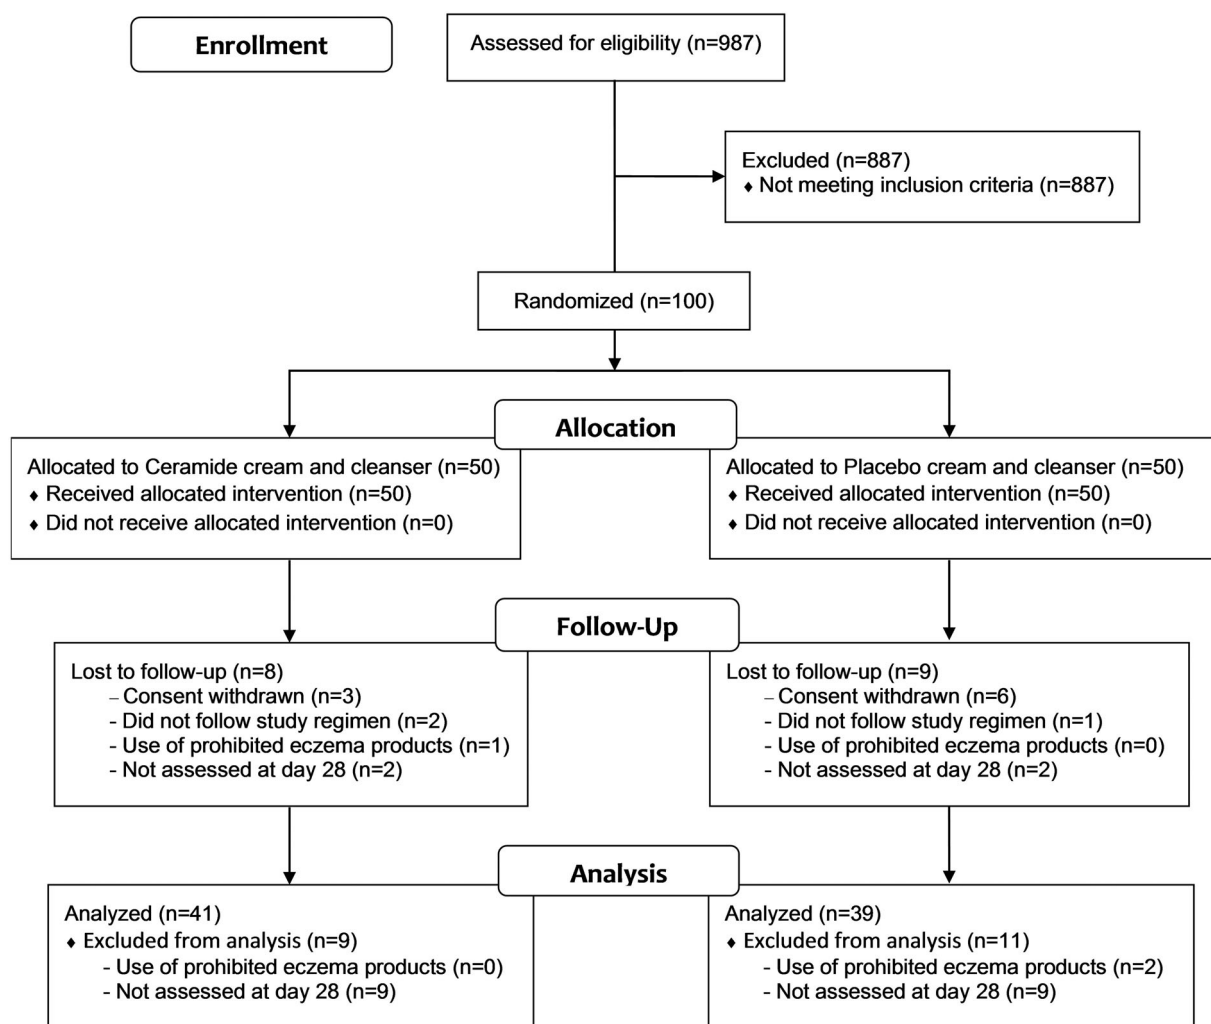 Enrollment
Assessed for eligibility (n=987)
Excluded (n=887)
♦ Not meeting inclusion criteria (n=887)
Randomized (n=100)
Allocation
Allocated to Ceramide cream and cleanser (n=50)
♦ Received allocated intervention (n=50)
♦ Did not receive allocated intervention (n=0)
Allocated to Placebo cream and cleanser (n=50)
♦ Received allocated intervention (n=50)
♦ Did not receive allocated intervention (n=0)
Follow-Up
Lost to follow-up (n=8)
– Consent withdrawn (n=3)
- Did not follow study regimen (n=2)
- Use of prohibited eczema products (n=1)
- Not assessed at day 28 (n=2)
Lost to follow-up (n=9)
– Consent withdrawn (n=6)
- Did not follow study regimen (n=1)
- Use of prohibited eczema products (n=0)
- Not assessed at day 28 (n=2)
Analysis
Analyzed (n=41)
♦ Excluded from analysis (n=9)
- Use of prohibited eczema products (n=0)
- Not assessed at day 28 (n=9)
Analyzed (n=39)
♦ Excluded from analysis (n=11)
- Use of prohibited eczema products (n=2)
- Not assessed at day 28 (n=9)